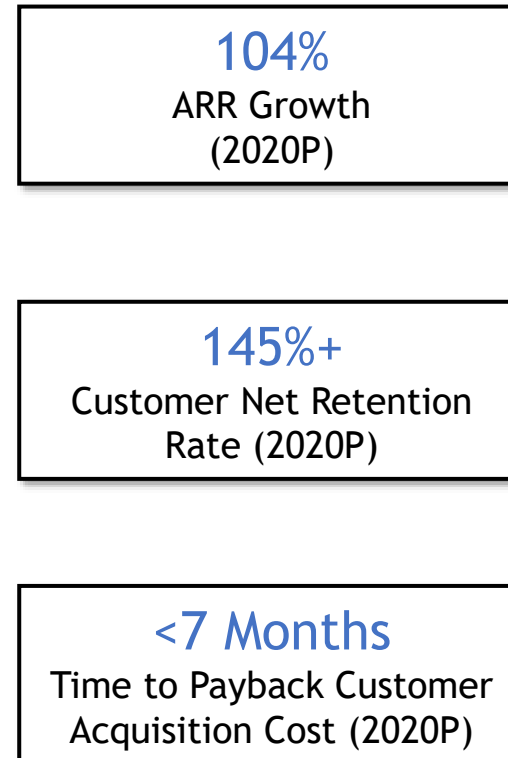 104%
ARR Growth
(2020P)
145%+
Customer Net Retention
Rate (2020P)
<7 Months
Time to Payback Customer
Acquisition Cost (2020P)